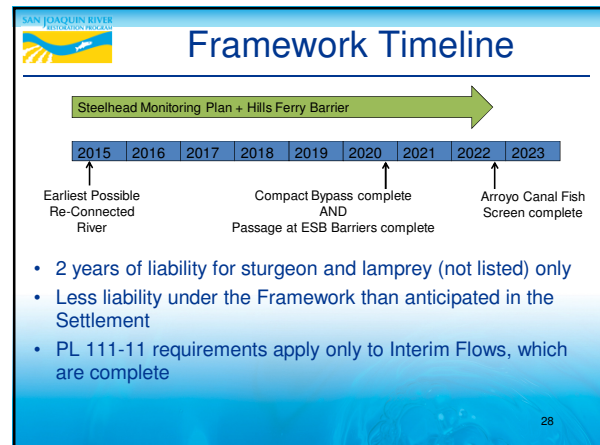 SAN JOAQUIN RIVER
RESTORATION PROGRAM
Framework Timeline
Steelhead Monitoring Plan + Hills Ferry Barrier
2015 2016 2017 2018 2019 2020 2021 2022 2023
Earliest Possible
Re-Connected
River
Compact Bypass complete
AND
Passage at ESB Barriers complete
Arroyo Canal Fish
Screen complete
• 2 years of liability for sturgeon and lamprey (not listed) only
• Less liability under the Framework than anticipated in the
Settlement
• PL 111-11 requirements apply only to Interim Flows, which
are complete
28